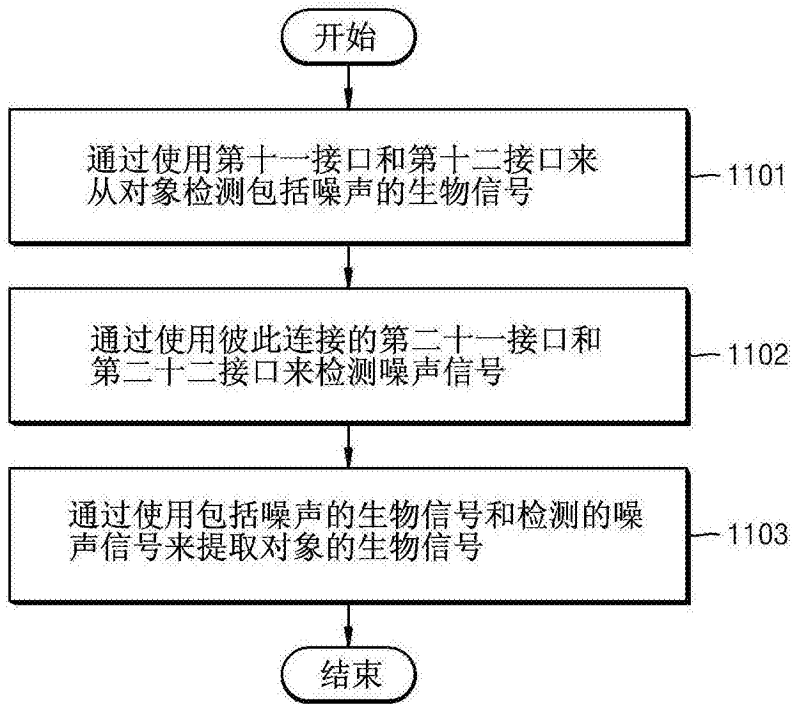 开始
通过使用第十一接口和第十二接口来
从对象检测包括噪声的生物信号
1101
通过使用彼此连接的第二十一接口和
第二十二接口来检测噪声信号
1102
通过使用包括噪声的生物信号和检测的噪
声信号来提取对象的生物信号
1103
结束